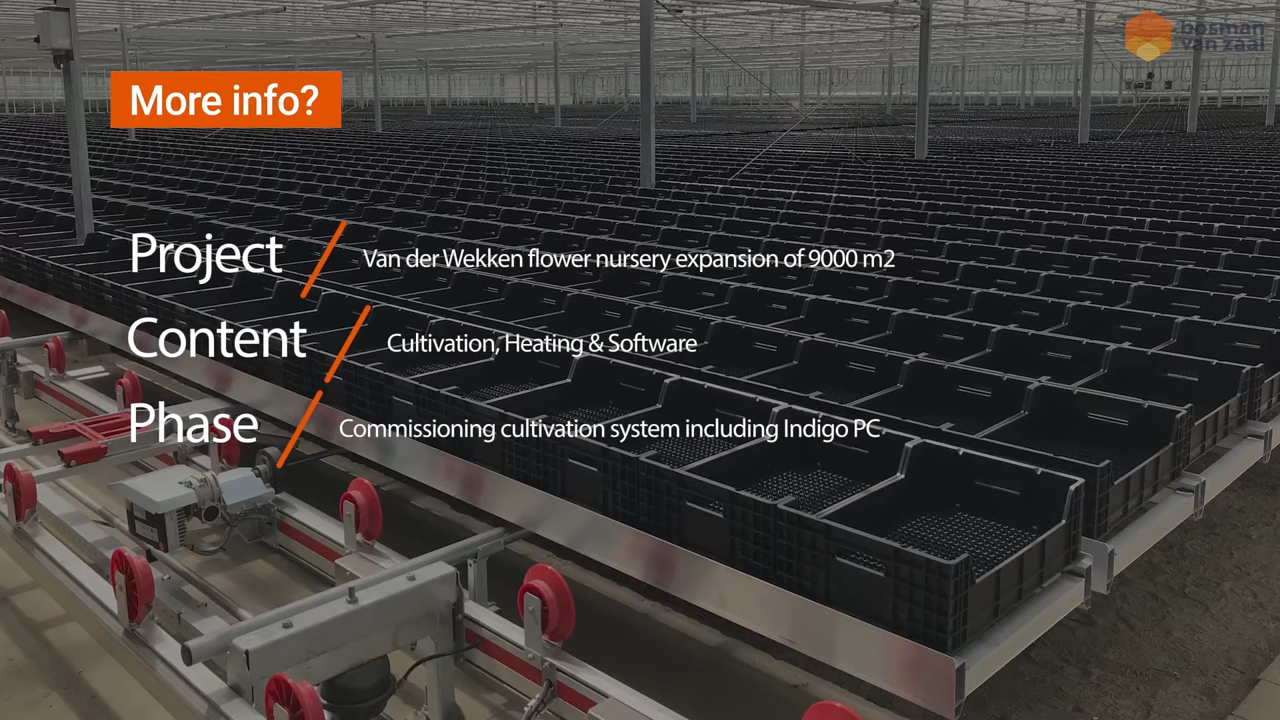 bosman
van zaal
More info?
Project
Van der Wekken flower nursery expansion of 9000 m2
Content
Cultivation, Heating & Software
Phase
Commissioning cultivation system including Indigo PC